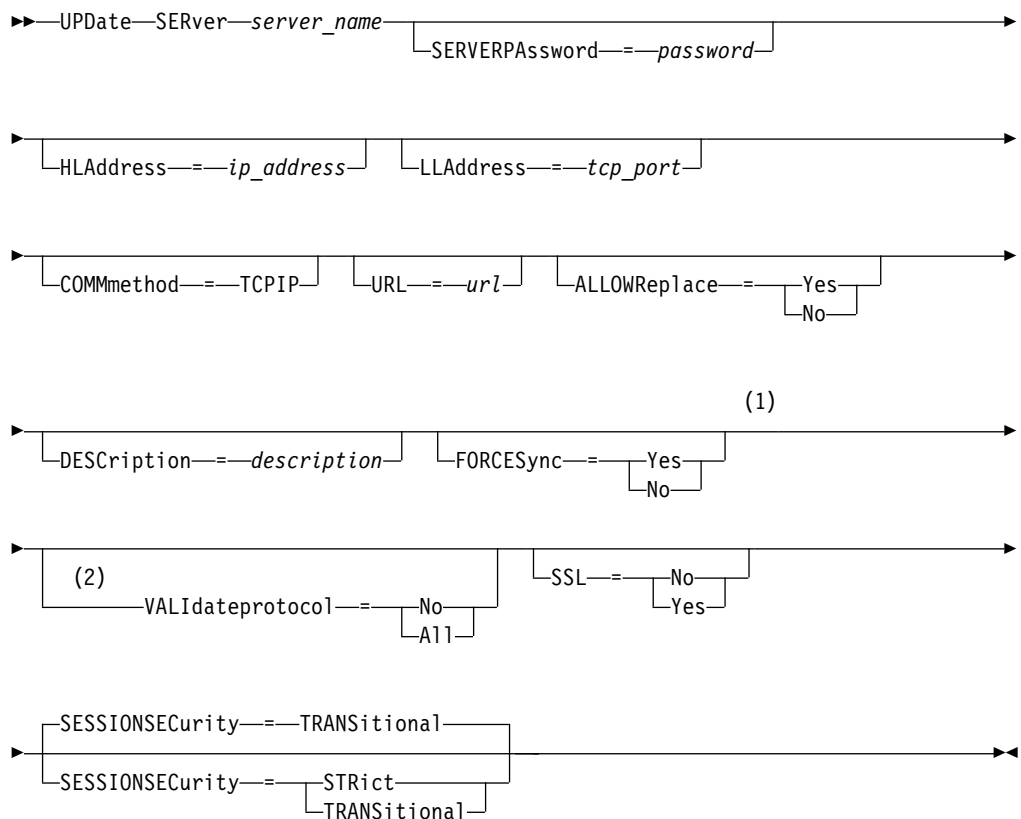 UPDate SERver server_name
SERVERPAssword = password
HLAddress = ip_address LLAddress = tcp_port
COMMmethod = TCPIP URL = url ALLOWReplace = Yes
No
(1)
DESCription = description FORCESync = Yes
No
(2)
VALIdateprotocol = No
All
SSL = No
Yes
SESSIONSECurity = TRANSitional
SESSIONSECurity = STRict
TRANSitional